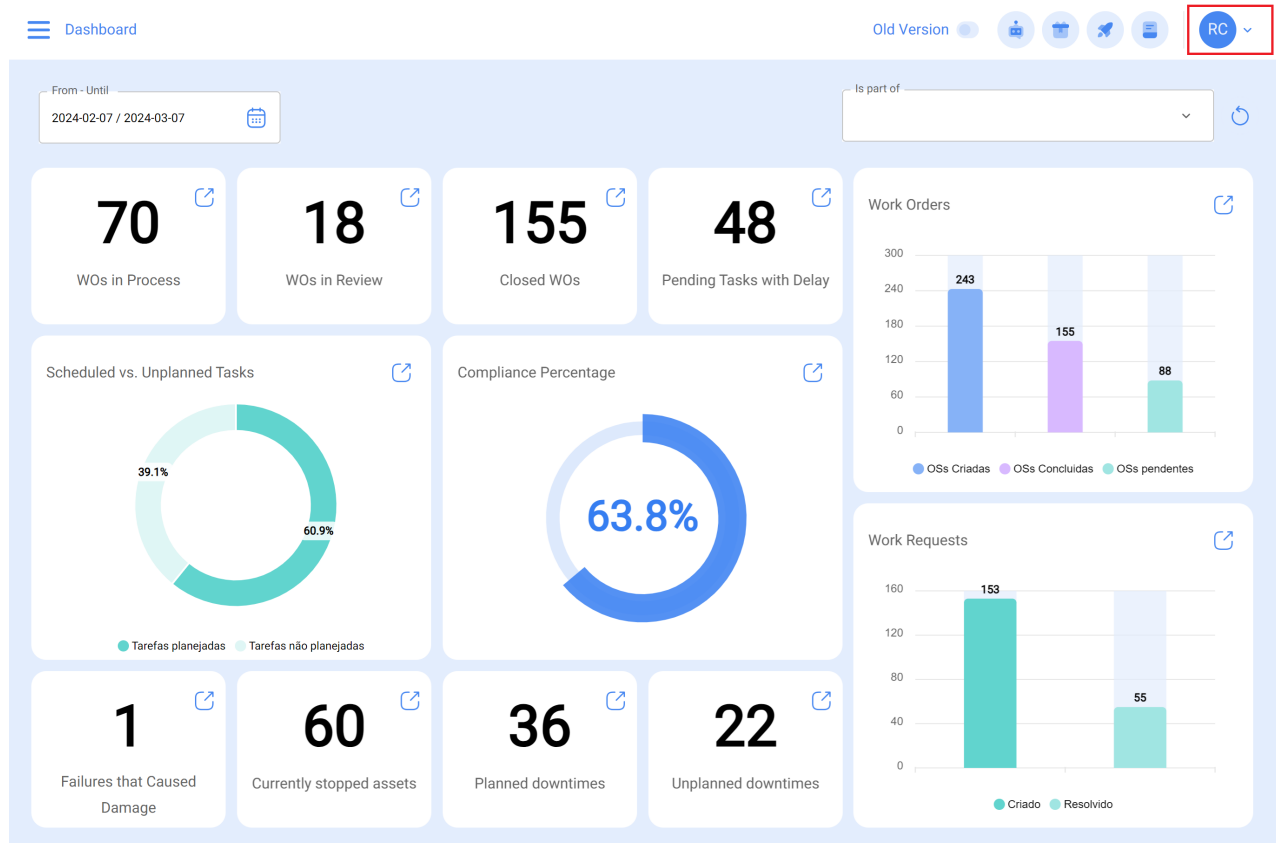 Dashboard
Old Version
RC
From - Until
2024-02-07 / 2024-03-07
Is part of
70
WOs in Process
18
WOs in Review
155
Closed WOs
48
Pending Tasks with Delay
Work Orders
300
240
180
120
60
0
243
155
88
OSs Criadas
OSs Concluidas
OSs pendentes
Scheduled vs. Unplanned Tasks
39.1%
60.9%
Tarefas planejadas
Tarefas não planejadas
Compliance Percentage
63.8%
Work Requests
160
120
80
40
0
153
55
Criado
Resolvido
1
Failures that Caused
Damage
60
Currently stopped assets
36
Planned downtimes
22
Unplanned downtimes